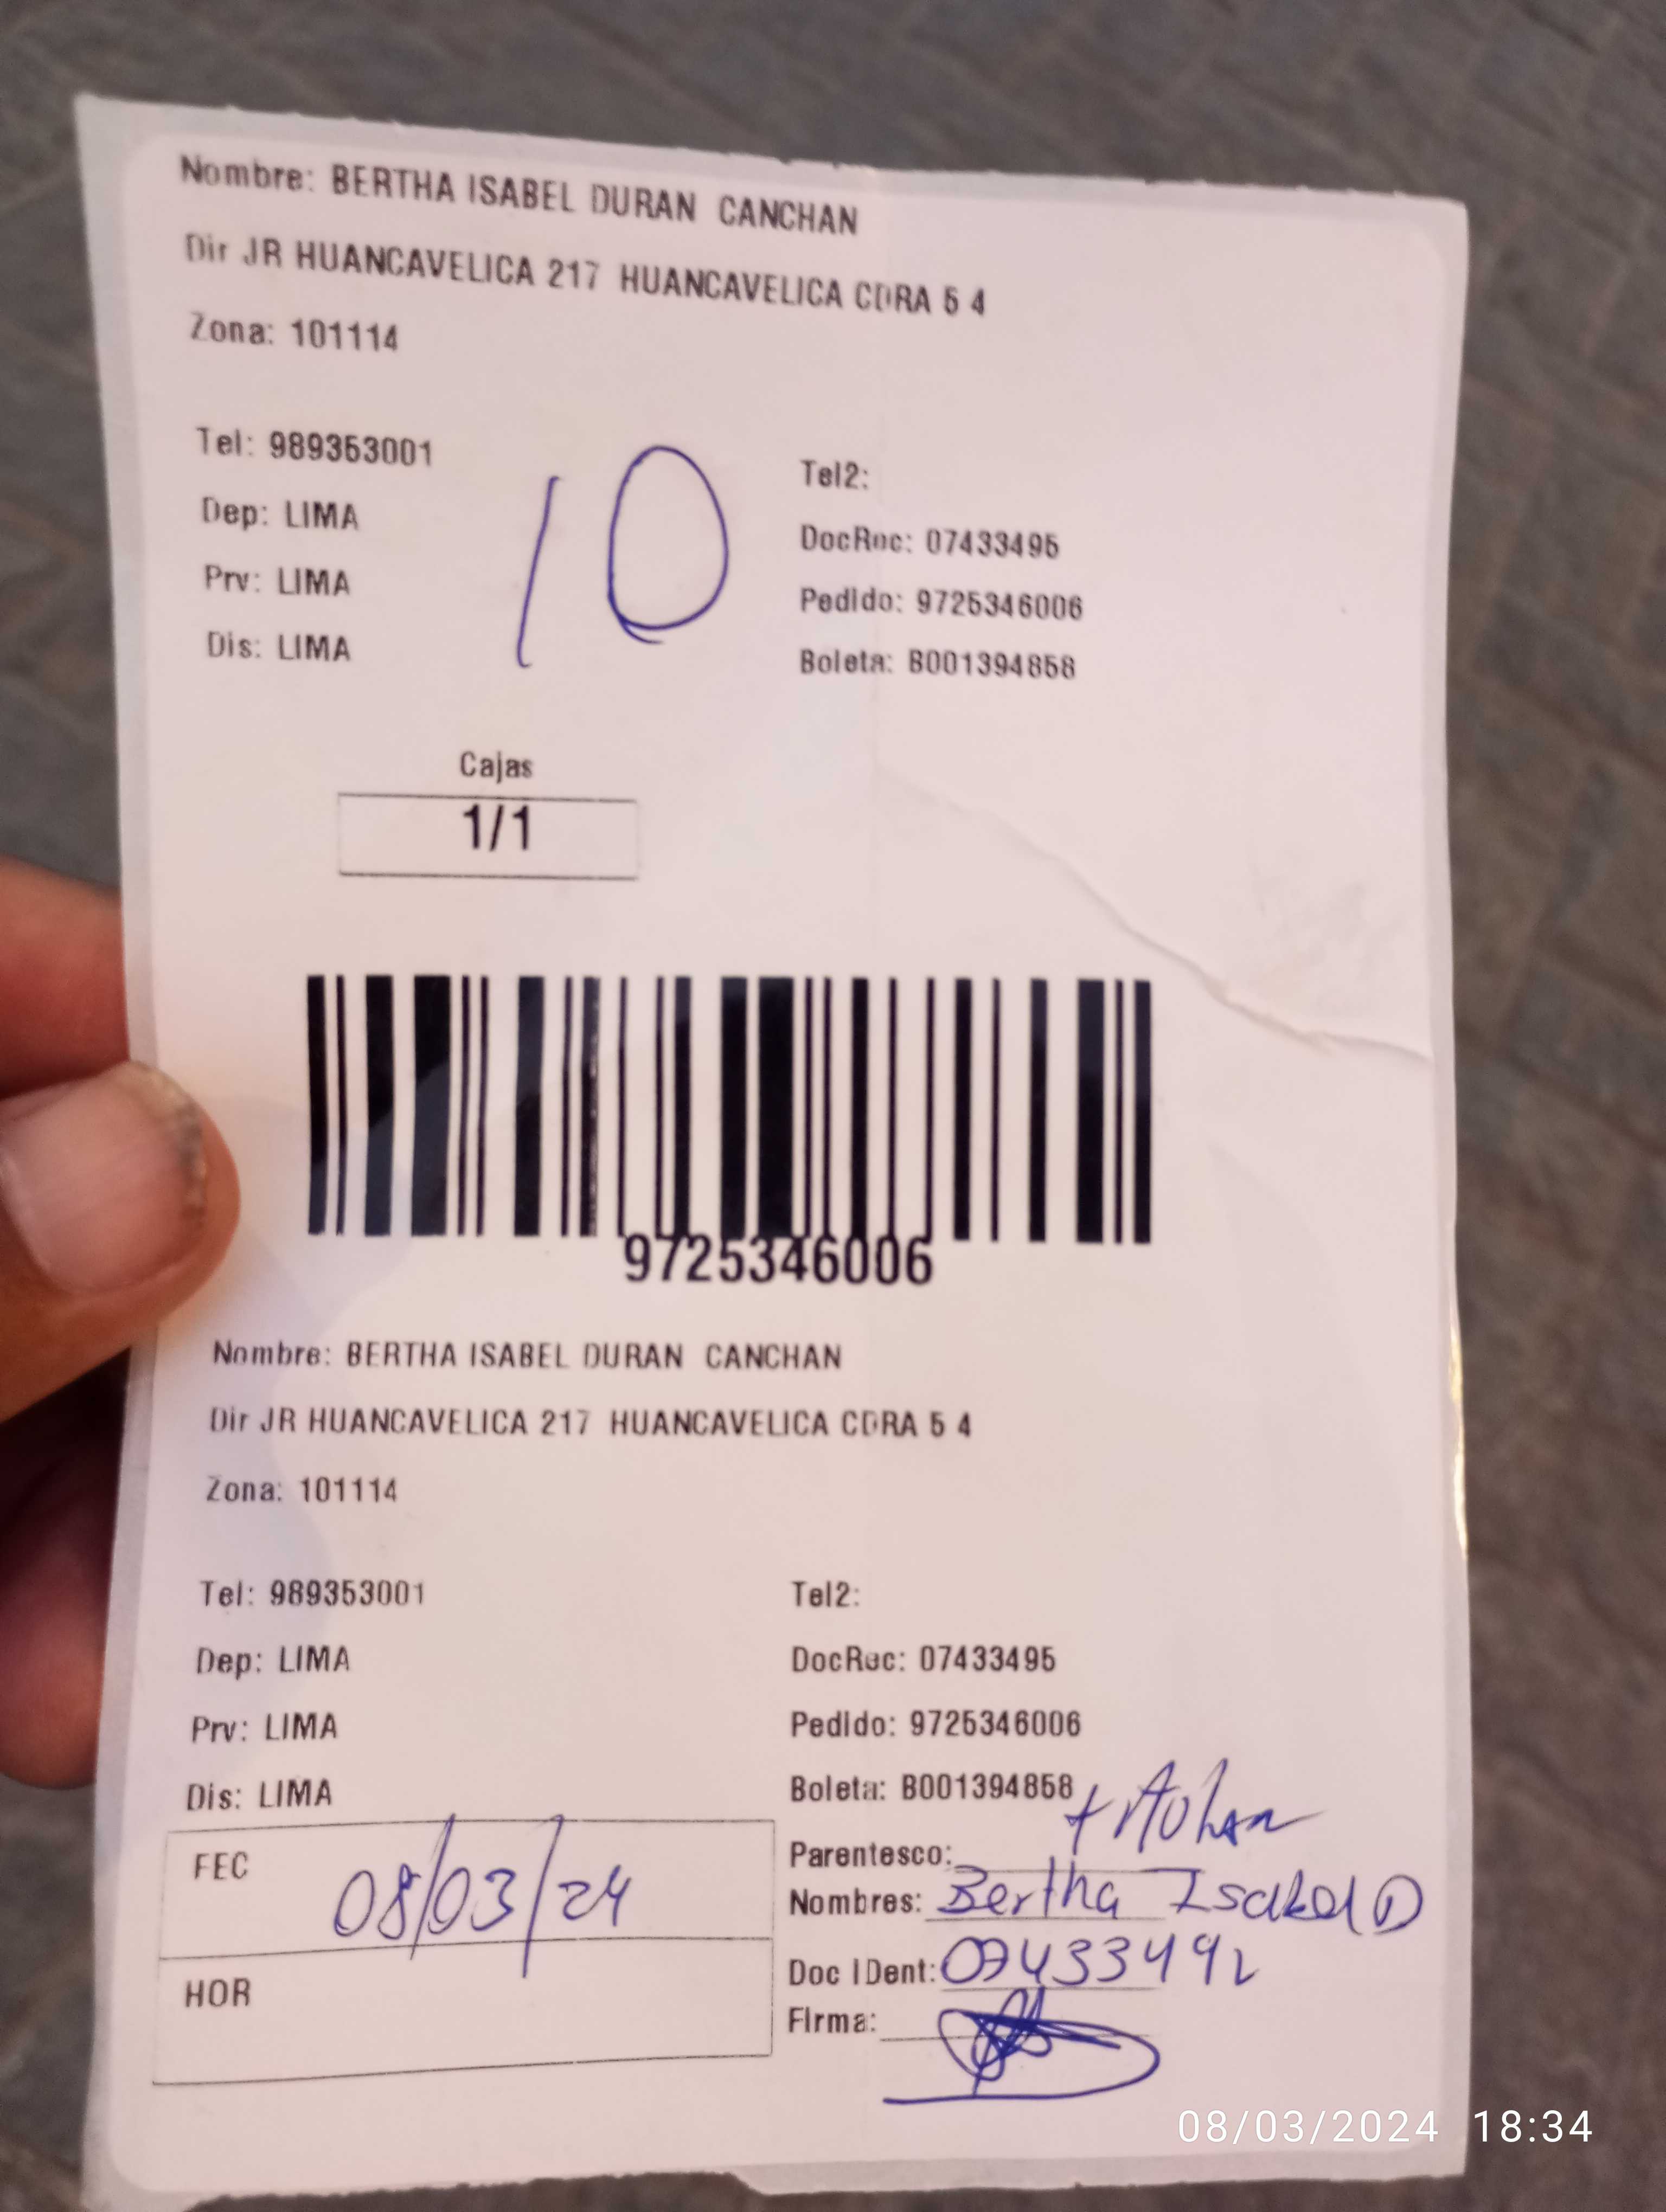 Nombre: BERTHA ISABEL DURAN CANCHAN
Dir JR HUANCAVELICA 217 HUANCAVELICA CDRA 5 4
Zona: 101114
Tel: 989353001
Tel2:
Dep: LIMA
DocRec: 07433495
Prv: LIMA
Pedido: 9725346006
Dis: LIMA
Boleta: B001394858
10
Cajas
1/1
9725346006
Nombre: BERTHA ISABEL DURAN CANCHAN
Dir JR HUANCAVELICA 217 HUANCAVELICA CDRA 5 4
Zona: 101114
Tel: 989353001
Tel2:
Dep: LIMA
DocRec: 07433495
Prv: LIMA
Pedido: 9725346006
Dis: LIMA
Boleta: B001394858
FEC 08/03/24
HOR
Parentesco:
Nombres: Bertha Isabel D
Doc IDent: 0743349
Firma:
08/03/2024 18:34